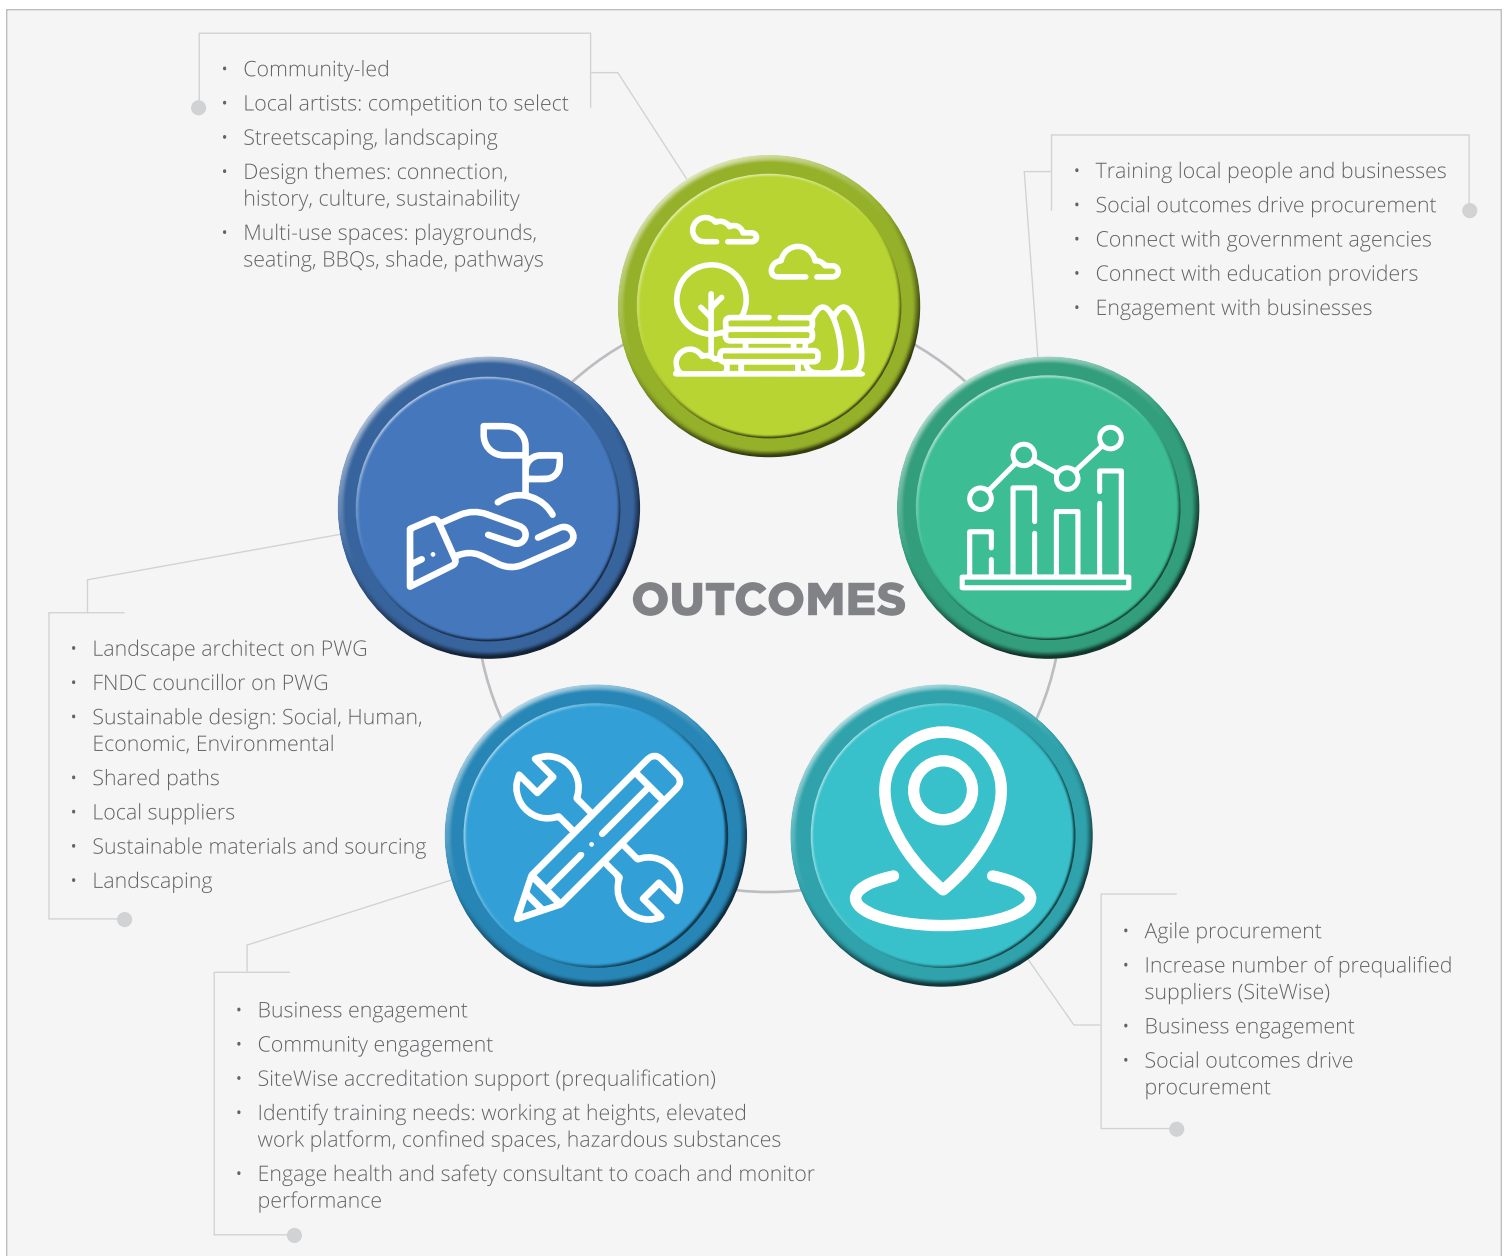 • Community-led
• Local artists: competition to select
• Streetscaping, landscaping
• Design themes: connection,
history, culture, sustainability
• Multi-use spaces: playgrounds,
seating, BBQs, shade, pathways
• Training local people and businesses
• Social outcomes drive procurement
• Connect with government agencies
• Connect with education providers
• Engagement with businesses
OUTCOMES
• Landscape architect on PWG
• FNDC councillor on PWG
• Sustainable design: Social, Human,
Economic, Environmental
• Shared paths
• Local suppliers
• Sustainable materials and sourcing
• Landscaping
• Agile procurement
• Increase number of prequalified
suppliers (SiteWise)
• Business engagement
• Social outcomes drive
procurement
• Business engagement
• Community engagement
• SiteWise accreditation support (prequalification)
• Identify training needs: working at heights, elevated
work platform, confined spaces, hazardous substances
• Engage health and safety consultant to coach and monitor
performance